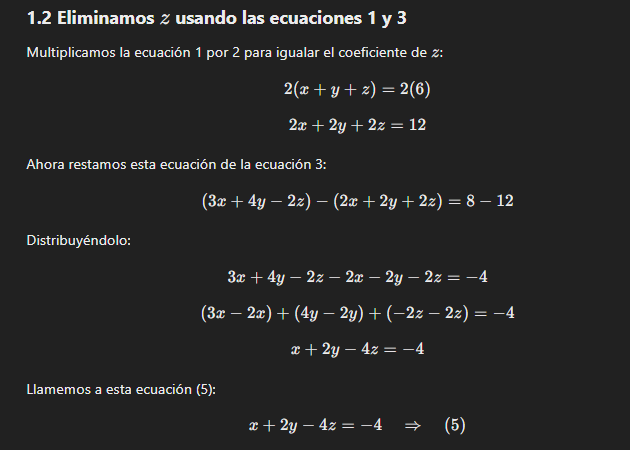 1.2 Eliminamos z usando las ecuaciones 1 y 3
Multiplicamos la ecuación 1 por 2 para igualar el coeficiente de z:
2(x + y + z) = 2(6)
2x + 2y + 2z = 12
Ahora restamos esta ecuación de la ecuación 3:
(3x + 4y − 2z) − (2x + 2y + 2z) = 8 − 12
Distribuyéndolo:
3x + 4y − 2z − 2x − 2y − 2z = −4
(3x − 2x) + (4y − 2y) + (−2z − 2z) = −4
x + 2y − 4z = −4
Llamemos a esta ecuación (5):
x + 2y − 4z = −4 ⇒ (5)